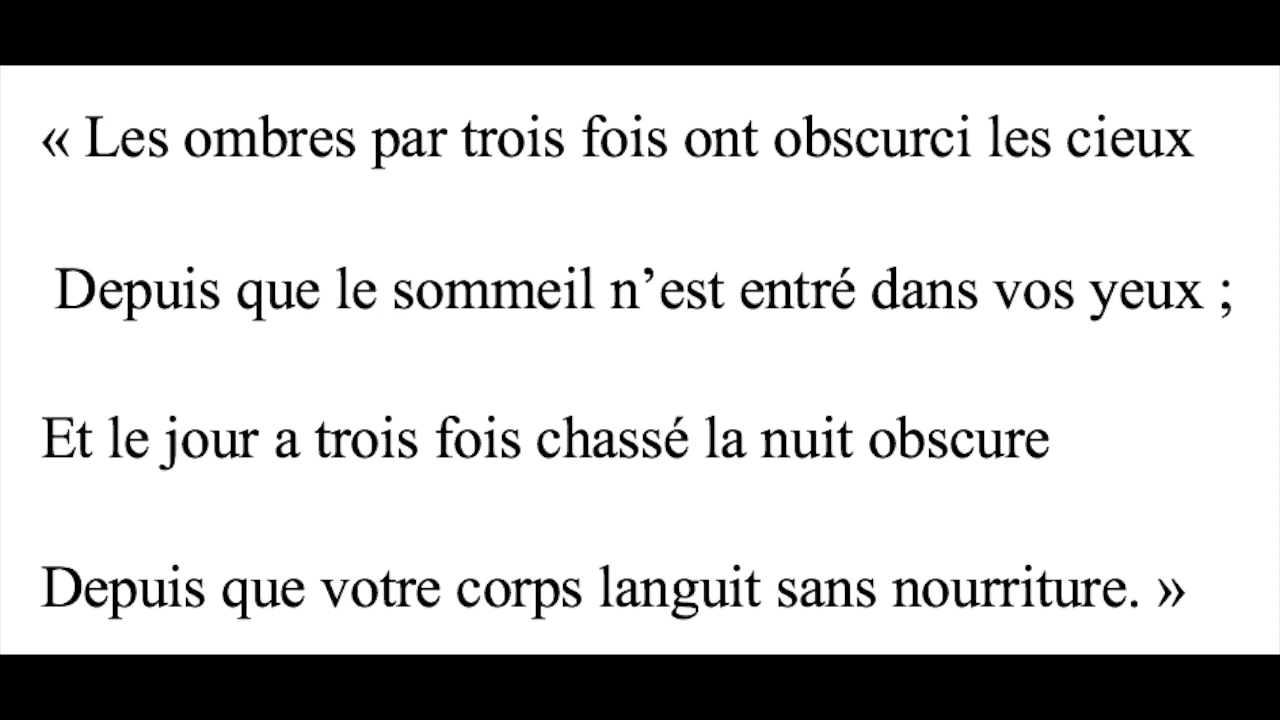 « Les ombres par trois fois ont obscurci les cieux
Depuis que le sommeil n’est entré dans vos yeux ;
Et le jour a trois fois chassé la nuit obscure
Depuis que votre corps languit sans nourriture. »